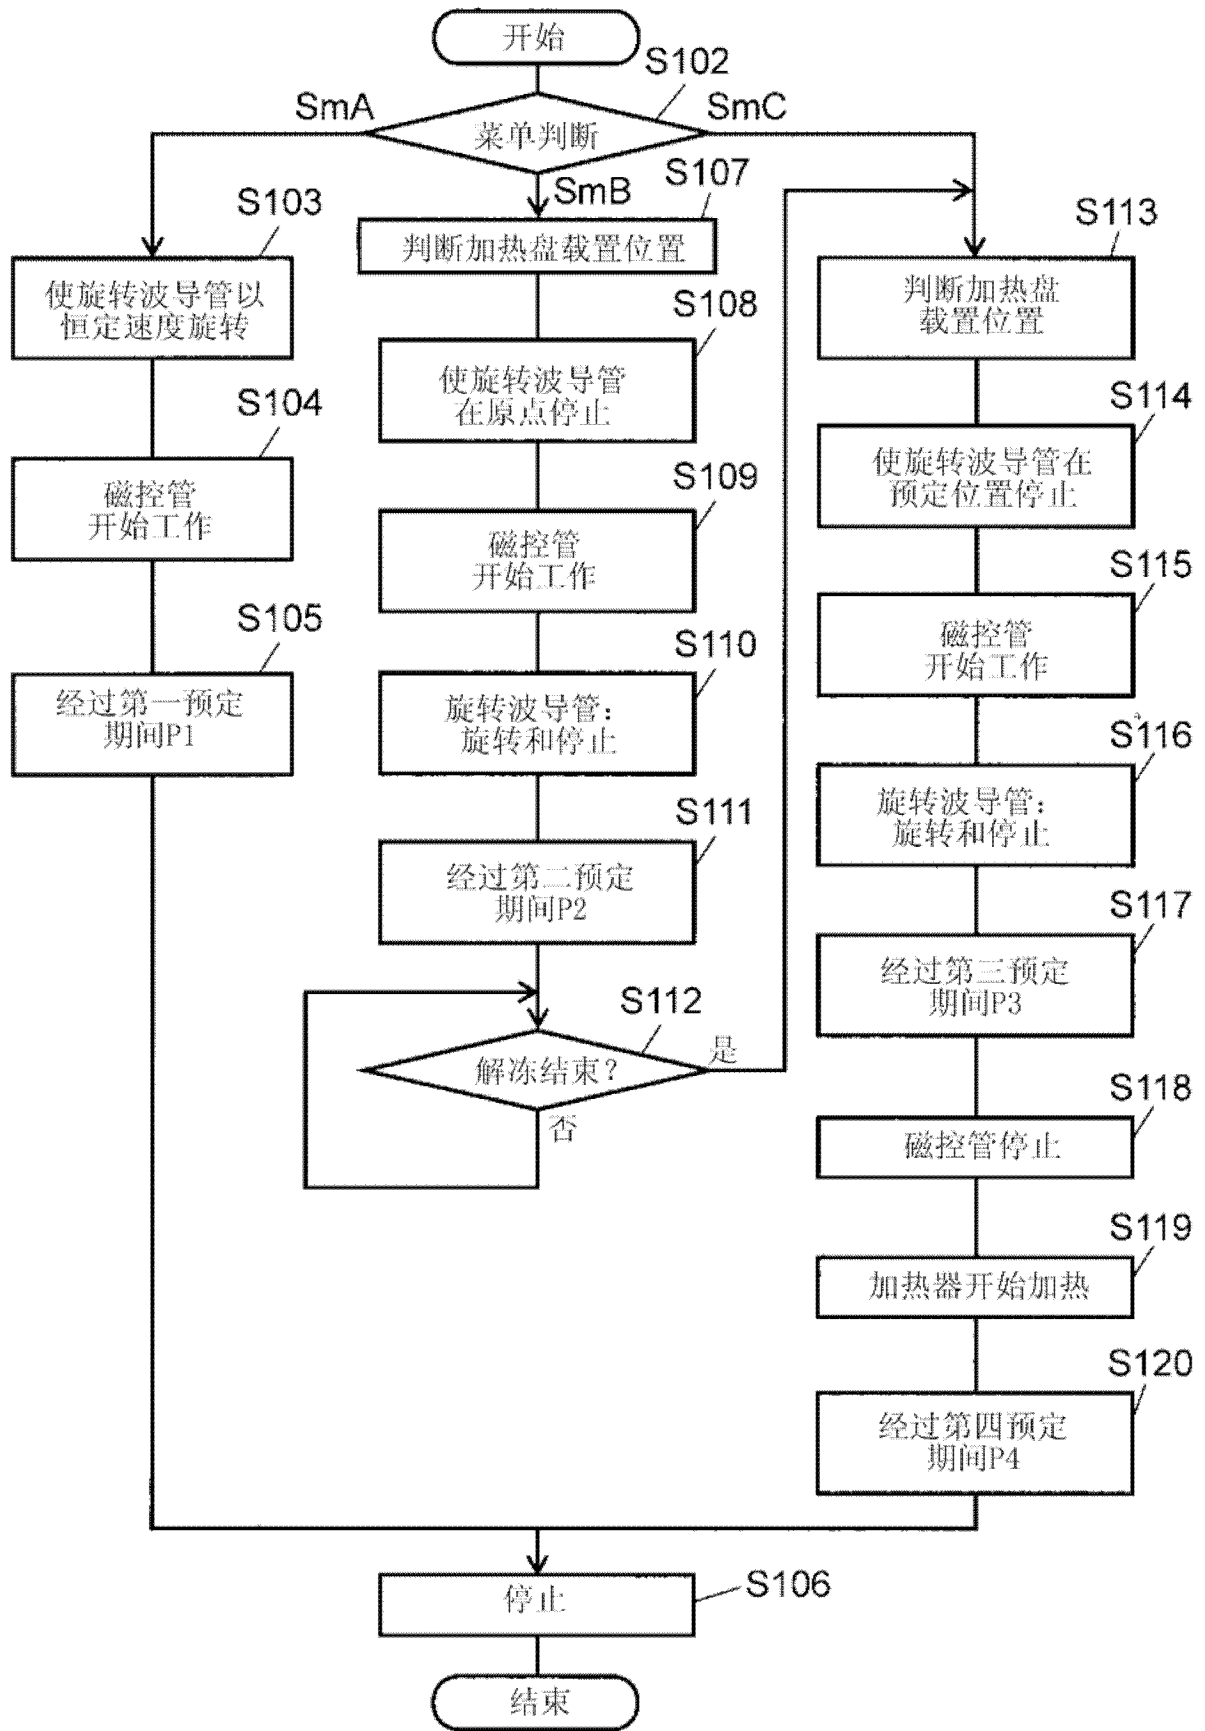 开始
S102
SmA
SmC
菜单判断
SmB
S107
判断加热盘载置位置
S103
使旋转波导管以
恒定速度旋转
S104
磁控管
开始工作
S105
经过第一预定
期间P1
S108
使旋转波导管
在原点停止
S109
磁控管
开始工作
S110
旋转波导管：
旋转和停止
S111
经过第二预定
期间P2
S112
解冻结束？
是
否
S113
判断加热盘
载置位置
S114
使旋转波导管在
预定位置停止
S115
磁控管
开始工作
S116
旋转波导管：
旋转和停止
S117
经过第三预定
期间P3
S118
磁控管停止
S119
加热器开始加热
S120
经过第四预定
期间P4
停止
S106
结束